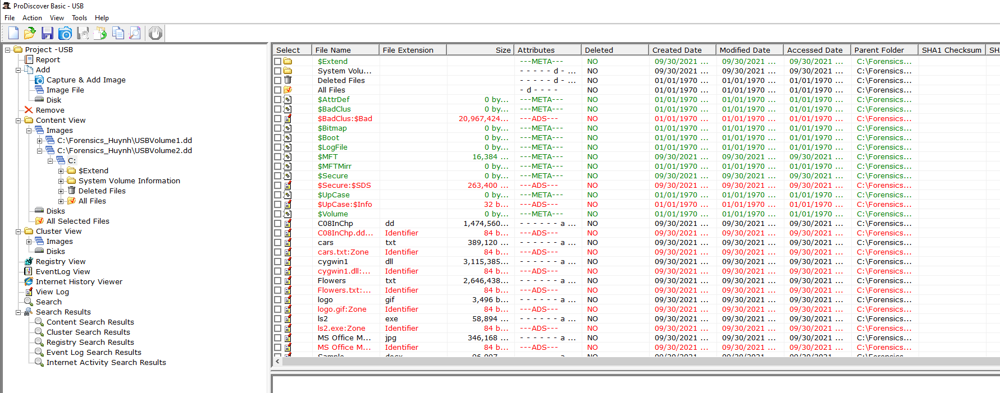 ProDiscover Basic - USB
File Action View Tools Help
Project -USB
Report
Add
Capture & Add Image
Image File
Disk
Remove
Content View
Images
C:\Forensics_Huynh\USBVolume1.dd
C:\Forensics_Huynh\USBVolume2.dd
C:
$Extend
System Volume Information
Deleted Files
All Files
Disks
All Selected Files
Cluster View
Images
Disks
Registry View
EventLog View
Internet History Viewer
View Log
Search
Search Results
Content Search Results
Cluster Search Results
Registry Search Results
Event Log Search Results
Internet Activity Search Results
Select File Name File Extension Size Attributes Deleted Created Date Modified Date Accessed Date Parent Folder SHA1 Checksum SH
$Extend ---META--- NO 09/30/2021 ... 09/30/2021 ... 09/30/2021 ... C:\Forensics...
System Volu... - - - - - d - ... NO 09/30/2021 ... 09/30/2021 ... 09/30/2021 ... C:\Forensics...
Deleted Files - - - - - d - ... NO 01/01/1970 ... 01/01/1970 ... 01/01/1970 ... C:\Forensics...
All Files - d - - - - NO 01/01/1970 ... 01/01/1970 ... 01/01/1970 ... C:\Forensics...
$AttrDef 0 by... ---META--- NO 01/01/1970 ... 01/01/1970 ... 01/01/1970 ... C:\Forensics...
$BadClus 0 by... ---META--- NO 01/01/1970 ... 01/01/1970 ... 01/01/1970 ... C:\Forensics...
$BadClus:$Bad 20,967,424... ---ADS--- NO 01/01/1970 ... 01/01/1970 ... 01/01/1970 ... C:\Forensics...
$Bitmap 0 by... ---META--- NO 01/01/1970 ... 01/01/1970 ... 01/01/1970 ... C:\Forensics...
$Boot 0 by... ---META--- NO 01/01/1970 ... 01/01/1970 ... 01/01/1970 ... C:\Forensics...
$LogFile 0 by... ---META--- NO 01/01/1970 ... 01/01/1970 ... 01/01/1970 ... C:\Forensics...
$MFT 16,384 ... ---META--- NO 09/30/2021 ... 09/30/2021 ... 09/30/2021 ... C:\Forensics...
$MFTMirr 0 by... ---META--- NO 01/01/1970 ... 01/01/1970 ... 01/01/1970 ... C:\Forensics...
$Secure 0 by... ---META--- NO 09/30/2021 ... 09/30/2021 ... 09/30/2021 ... C:\Forensics...
$Secure:$SDS 263,400 ... ---ADS--- NO 09/30/2021 ... 09/30/2021 ... 09/30/2021 ... C:\Forensics...
$UpCase 0 by... ---META--- NO 01/01/1970 ... 01/01/1970 ... 01/01/1970 ... C:\Forensics...
$UpCase:$Info 32 b... ---ADS--- NO 01/01/1970 ... 01/01/1970 ... 01/01/1970 ... C:\Forensics...
$Volume 0 by... ---META--- NO 01/01/1970 ... 01/01/1970 ... 01/01/1970 ... C:\Forensics...
C08InChp dd 1,474,560... - - - - - - a ... NO 09/30/2021 ... 09/30/2021 ... 09/30/2021 ... C:\Forensics...
C08InChp.dd... Identifier 84 b... ---ADS--- NO 09/30/2021 ... 09/30/2021 ... 09/30/2021 ... C:\Forensics...
cars txt 389,120 ... - - - - - - a ... NO 09/30/2021 ... 09/30/2021 ... 09/30/2021 ... C:\Forensics...
cars.txt:Zone Identifier 84 b... ---ADS--- NO 09/30/2021 ... 09/30/2021 ... 09/30/2021 ... C:\Forensics...
cygwin1 dll 3,115,385... - - - - - - a ... NO 09/30/2021 ... 09/30/2021 ... 09/30/2021 ... C:\Forensics...
cygwin1.dll:... Identifier 84 b... ---ADS--- NO 09/30/2021 ... 09/30/2021 ... 09/30/2021 ... C:\Forensics...
Flowers txt 2,646,438... - - - - - - a ... NO 09/30/2021 ... 09/30/2021 ... 09/30/2021 ... C:\Forensics...
Flowers.txt:... Identifier 84 b... ---ADS--- NO 09/30/2021 ... 09/30/2021 ... 09/30/2021 ... C:\Forensics...
logo gif 3,496 b... - - - - - - a ... NO 09/30/2021 ... 09/30/2021 ... 09/30/2021 ... C:\Forensics...
logo.gif:Zone Identifier 84 b... ---ADS--- NO 09/30/2021 ... 09/30/2021 ... 09/30/2021 ... C:\Forensics...
ls2 exe 58,894 ... - - - - - - a ... NO 09/30/2021 ... 09/30/2021 ... 09/30/2021 ... C:\Forensics...
ls2.exe:Zone Identifier 84 b... ---ADS--- NO 09/30/2021 ... 09/30/2021 ... 09/30/2021 ... C:\Forensics...
MS Office M... jpg 346,168 ... - - - - - - a ... NO 09/30/2021 ... 09/30/2021 ... 09/30/2021 ... C:\Forensics...
MS Office M... Identifier 84 b... ---ADS--- NO 09/30/2021 ... 09/30/2021 ... 09/30/2021 ... C:\Forensics...